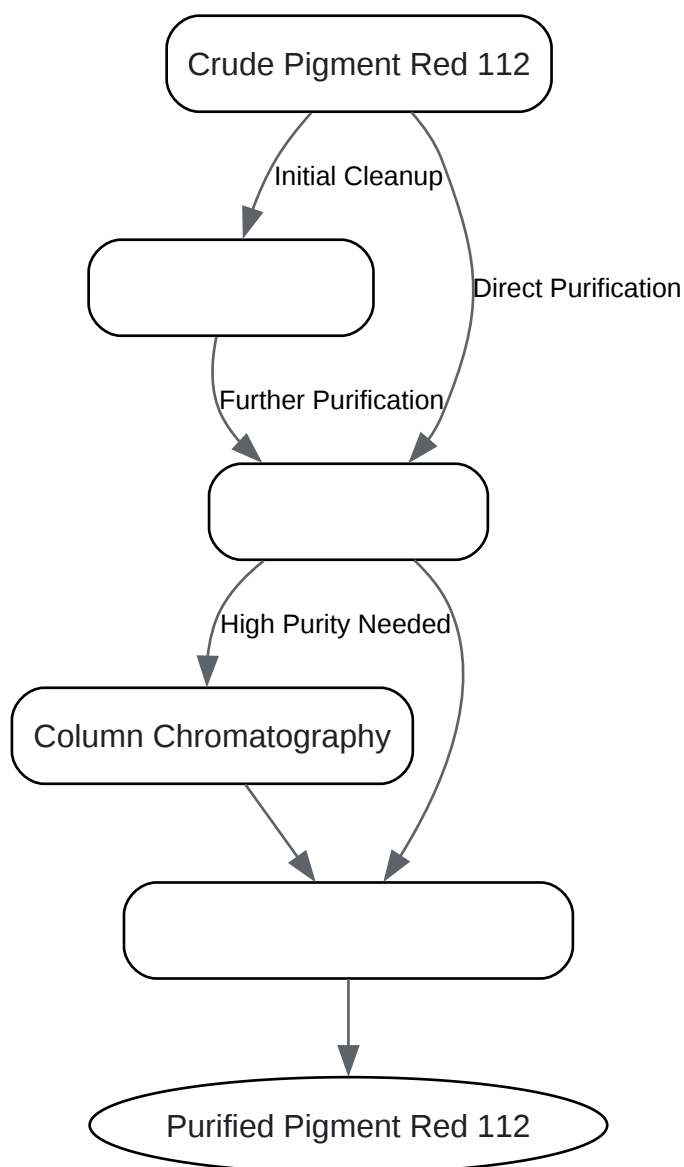 Crude Pigment Red 112
Initial Cleanup
Direct Purification
Further Purification
High Purity Needed
Column Chromatography
Purified Pigment Red 112